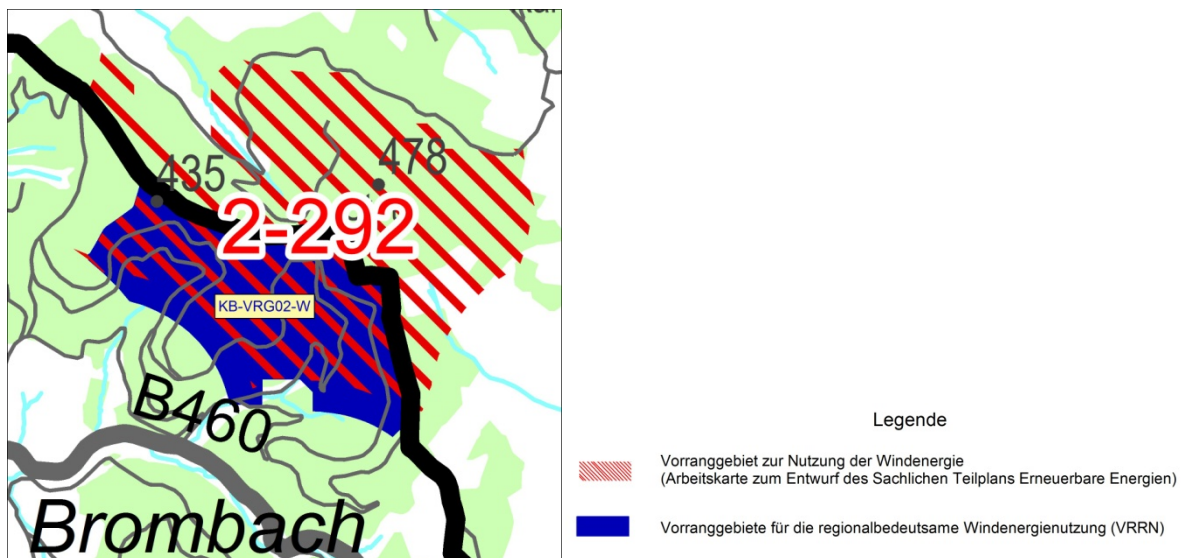 435
478
2-292
KB-VRG02-W
B460
Brombach
Legende
Vorranggebiet zur Nutzung der Windenergie
(Arbeitskarte zum Entwurf des Sachlichen Teilplans Erneuerbare Energien)
Vorranggebiete für die regionalbedeutsame Windenergienutzung (VRRN)